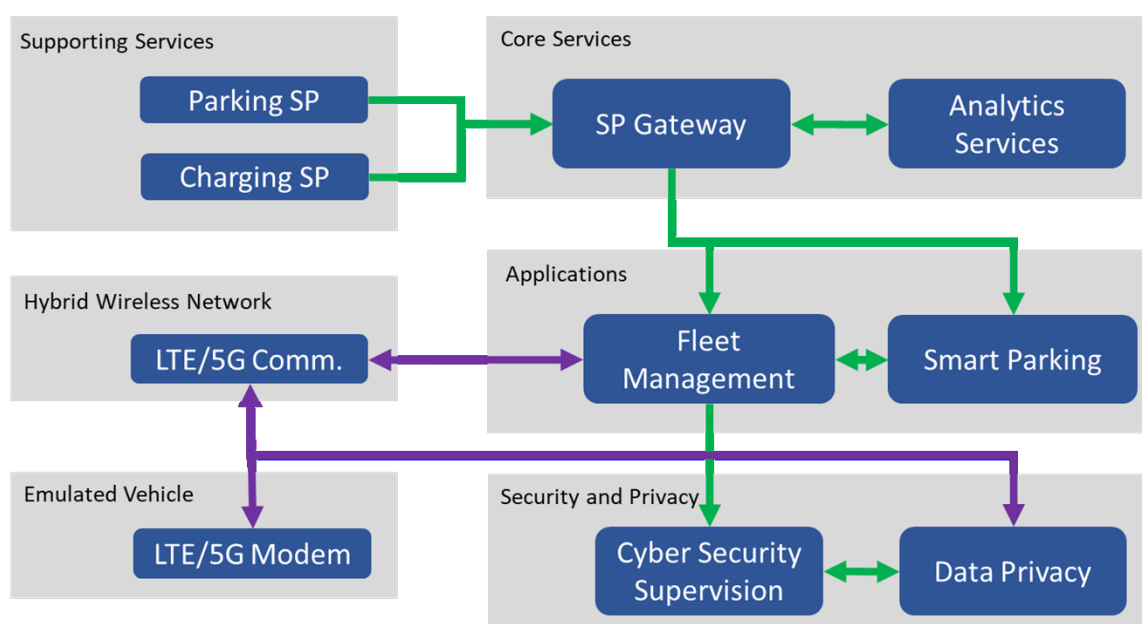 Supporting Services
Parking SP
Charging SP
Core Services
SP Gateway
Analytics
Services
Hybrid Wireless Network
LTE/5G Comm.
Applications
Fleet
Management
Smart Parking
Emulated Vehicle
LTE/5G Modem
Security and Privacy
Cyber Security
Supervision
Data Privacy